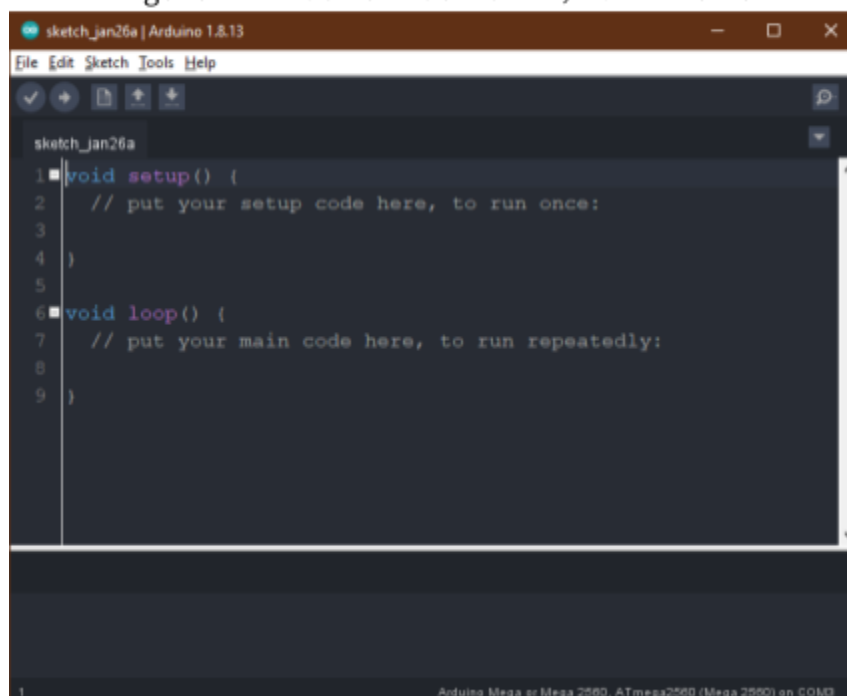 sketch_jan26a | Arduino 1.8.13
File Edit Sketch Tools Help
sketch_jan26a
1 void setup() {
2 // put your setup code here, to run once:
3
4 }
5
6 void loop() {
7 // put your main code here, to run repeatedly:
8
9 }
1 Arduino Mega or Mega 2560, ATmega2560 (Mega 2560) on COM3